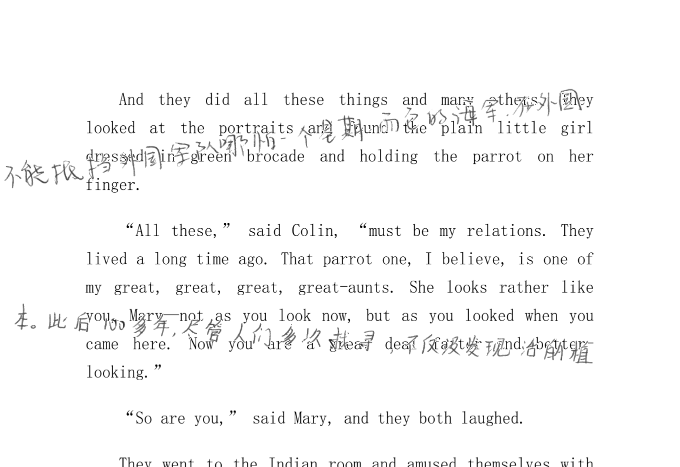 And they did all these things and many others. They
looked at the portraits and found the plain little girl
dressed in green brocade and holding the parrot on her
finger.
不能抵挡外国军队哪怕一个星期 而言的海军.和外国
“All these,” said Colin, “must be my relations. They
lived a long time ago. That parrot one, I believe, is one of
my great, great, great, great-aunts. She looks rather like
you, Mary—not as you look now, but as you looked when you
came here. Now you are a great deal fatter and better
looking.”
本。此后100多年,尽管人们多次找寻,不仅没发现
“So are you,” said Mary, and they both laughed.
They went to the Indian room and amused themselves with